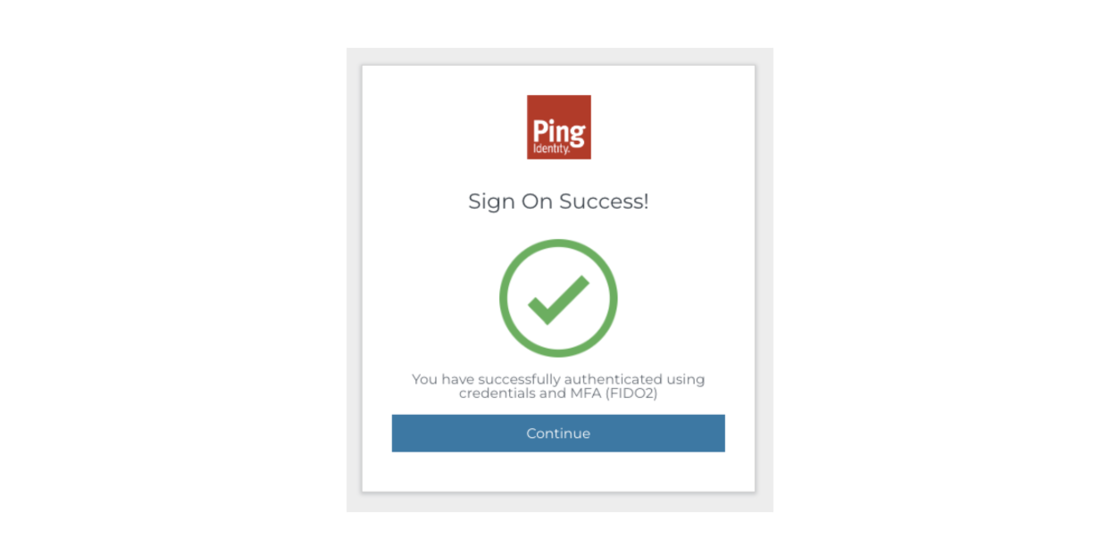 Ping
Identity.
Sign On Success!
You have successfully authenticated using
credentials and MFA (FIDO2)
Continue